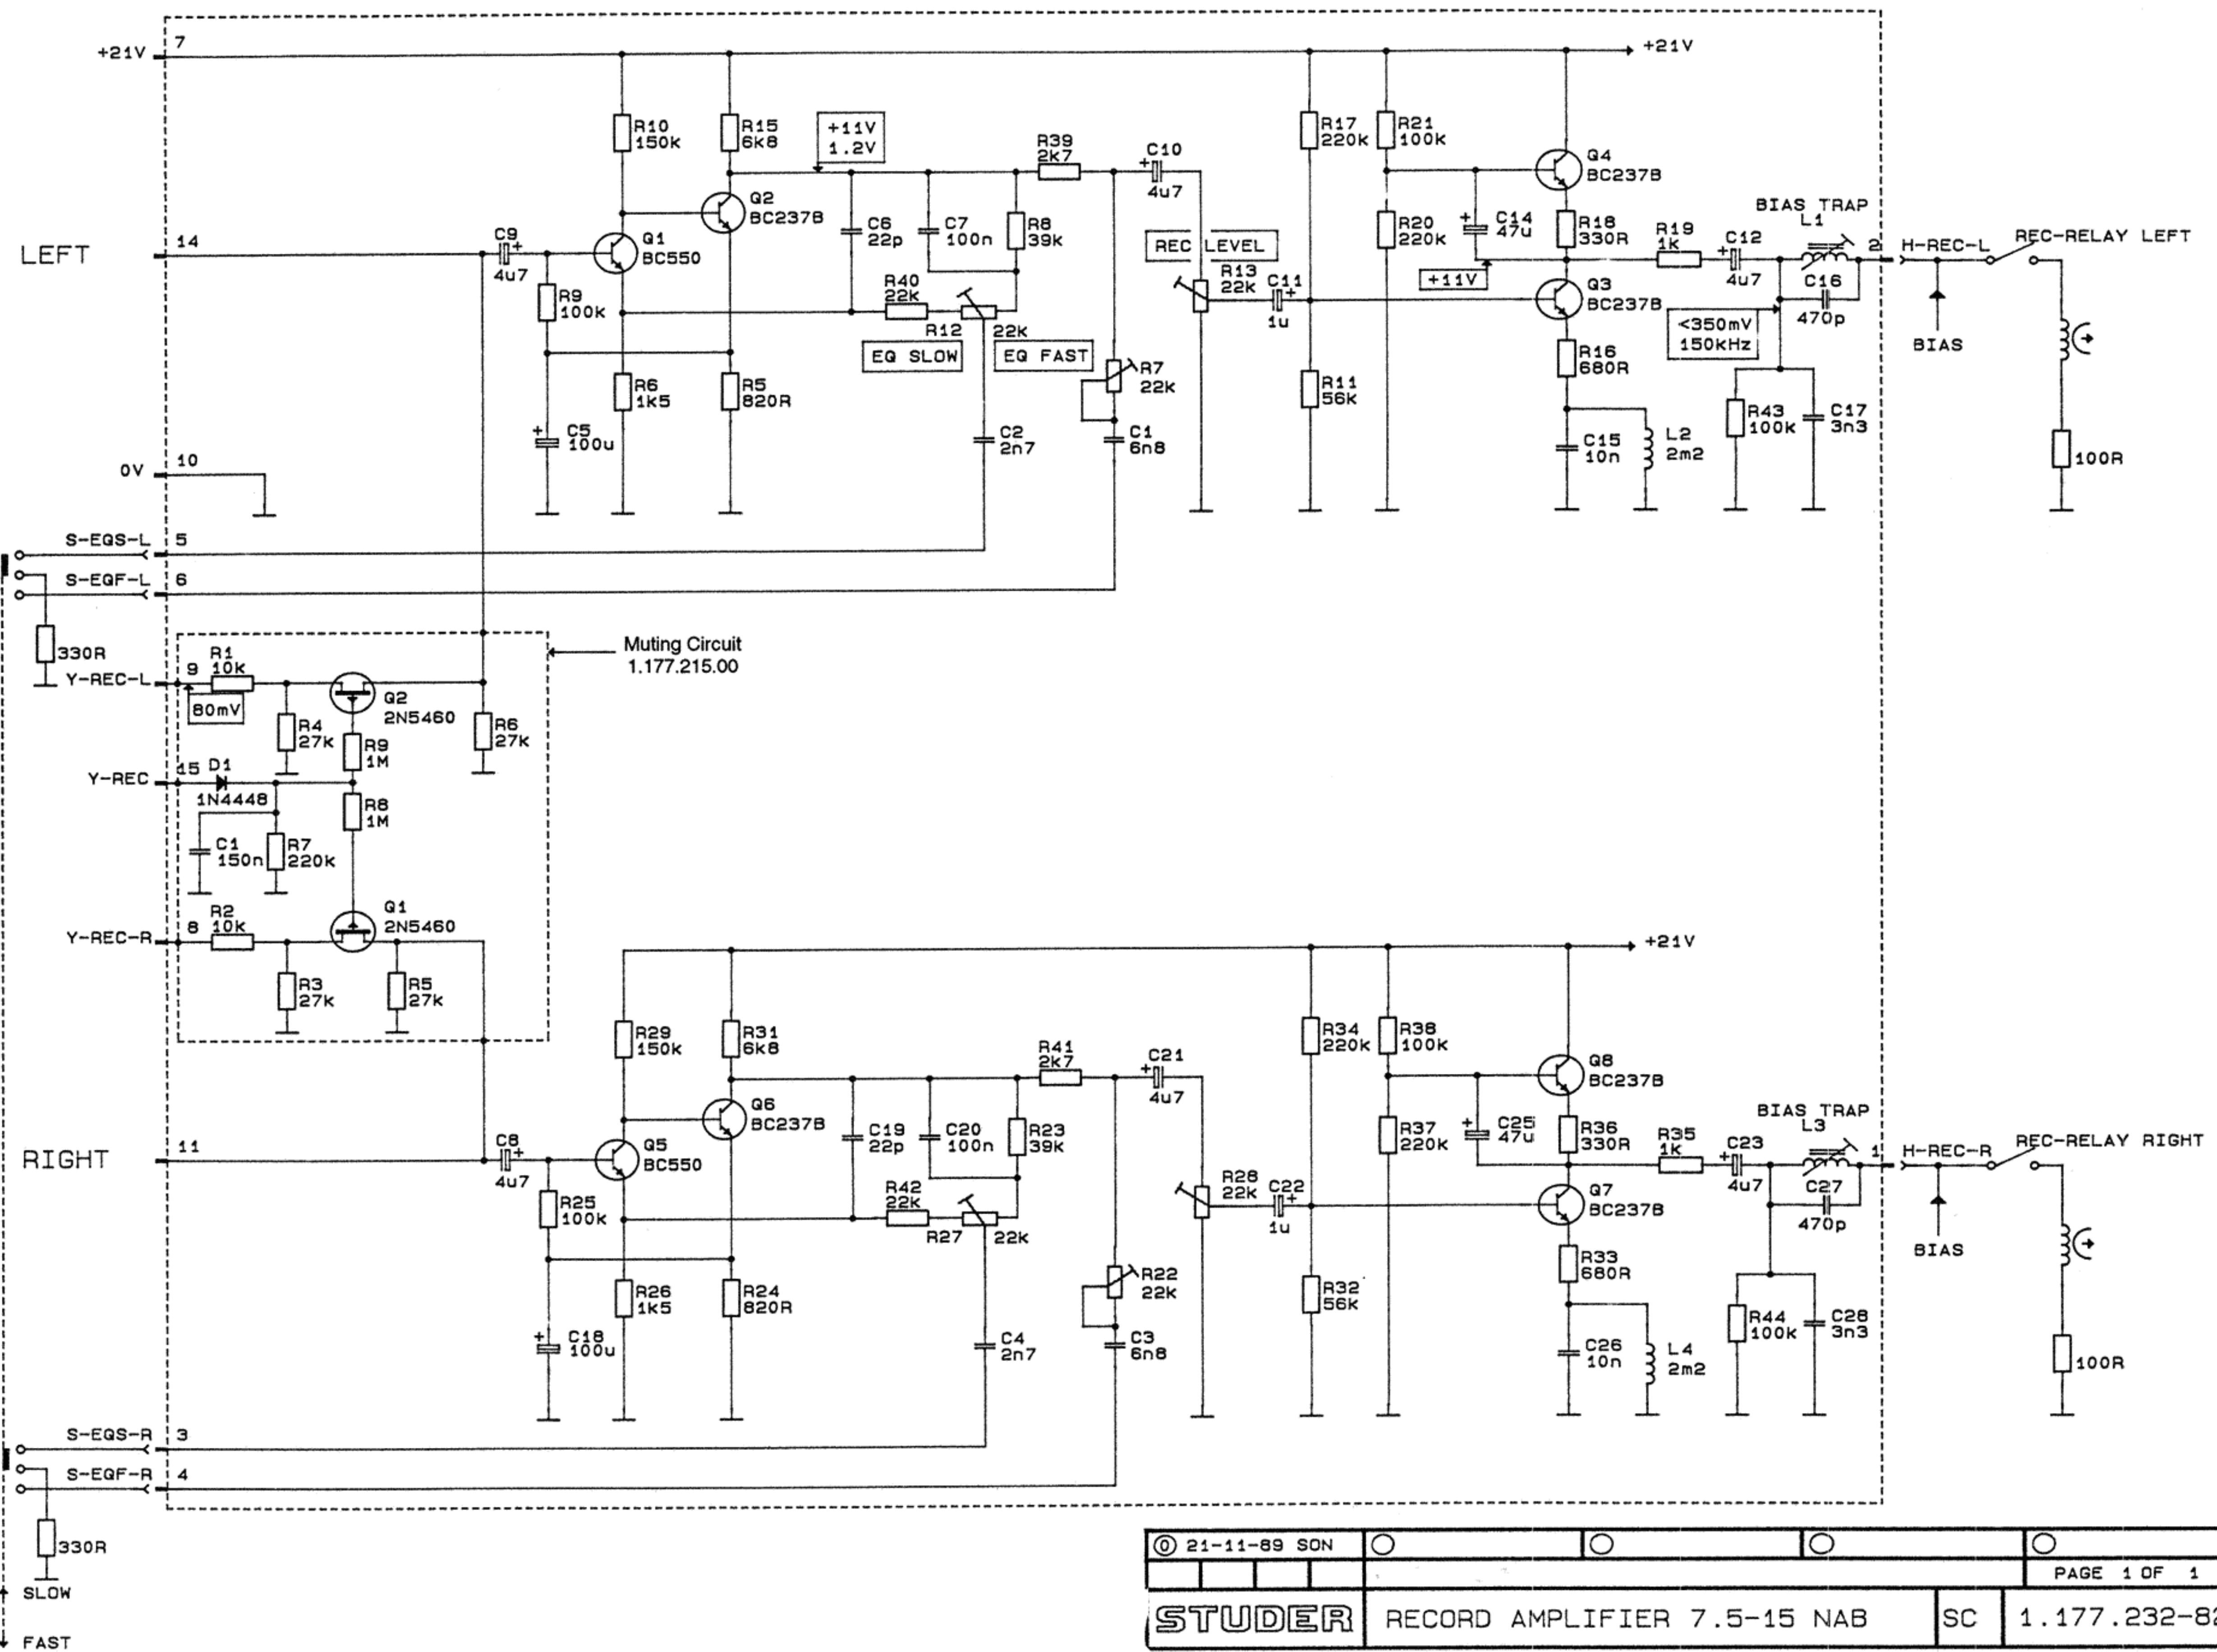 +21V 7
+21V
R10 150k
R15 6k8
+11V
1.2V
R39 2k7
C10 4u7
R17 220k
R21 100k
Q4 BC237B
Q2 BC237B
C6 22p
C7 100n
R8 39k
R20 220k
C14 47u
R18 330R
R19 1k
C12 4u7
BIAS TRAP
L1
LEFT 14
C9 4u7
Q1 BC550
REC LEVEL
R13 22k
C11 1u
+11V
Q3 BC237B
2 H-REC-L
REC-RELAY LEFT
C16 470p
R9 100k
R40 22k
R12 22k
EQ SLOW
EQ FAST
<350mV
150kHz
BIAS
R6 1k5
R5 820R
R7 22k
R11 56k
R16 680R
C5 100u
C2 2n7
C1 6n8
C15 10n
L2 2m2
R43 100k
C17 3n3
100R
0V 10
S-EQS-L 5
S-EQF-L 6
330R
Muting Circuit
1.177.215.00
Y-REC-L 9
R1 10k
80mV
Q2 2N5460
R4 27k
R9 1M
R6 27k
Y-REC 15
D1 1N4448
R8 1M
C1 150n
R7 220k
Y-REC-R 8
R2 10k
Q1 2N5460
R3 27k
R5 27k
+21V
R29 150k
R31 6k8
R41 2k7
C21 4u7
R34 220k
R38 100k
Q8 BC237B
Q6 BC237B
C19 22p
C20 100n
R23 39k
R37 220k
C25 47u
R36 330R
R35 1k
C23 4u7
BIAS TRAP
L3
RIGHT 11
C8 4u7
Q5 BC550
R28 22k
C22 1u
Q7 BC237B
1 H-REC-R
REC-RELAY RIGHT
C27 470p
R25 100k
R42 22k
R27 22k
BIAS
R26 1k5
R24 820R
R22 22k
R32 56k
R33 680R
C18 100u
C4 2n7
C3 6n8
C26 10n
L4 2m2
R44 100k
C28 3n3
100R
S-EQS-R 3
S-EQF-R 4
330R
SLOW
FAST
0 21-11-89 SON
PAGE 1 OF 1
STUDER RECORD AMPLIFIER 7.5-15 NAB SC 1.177.232-82